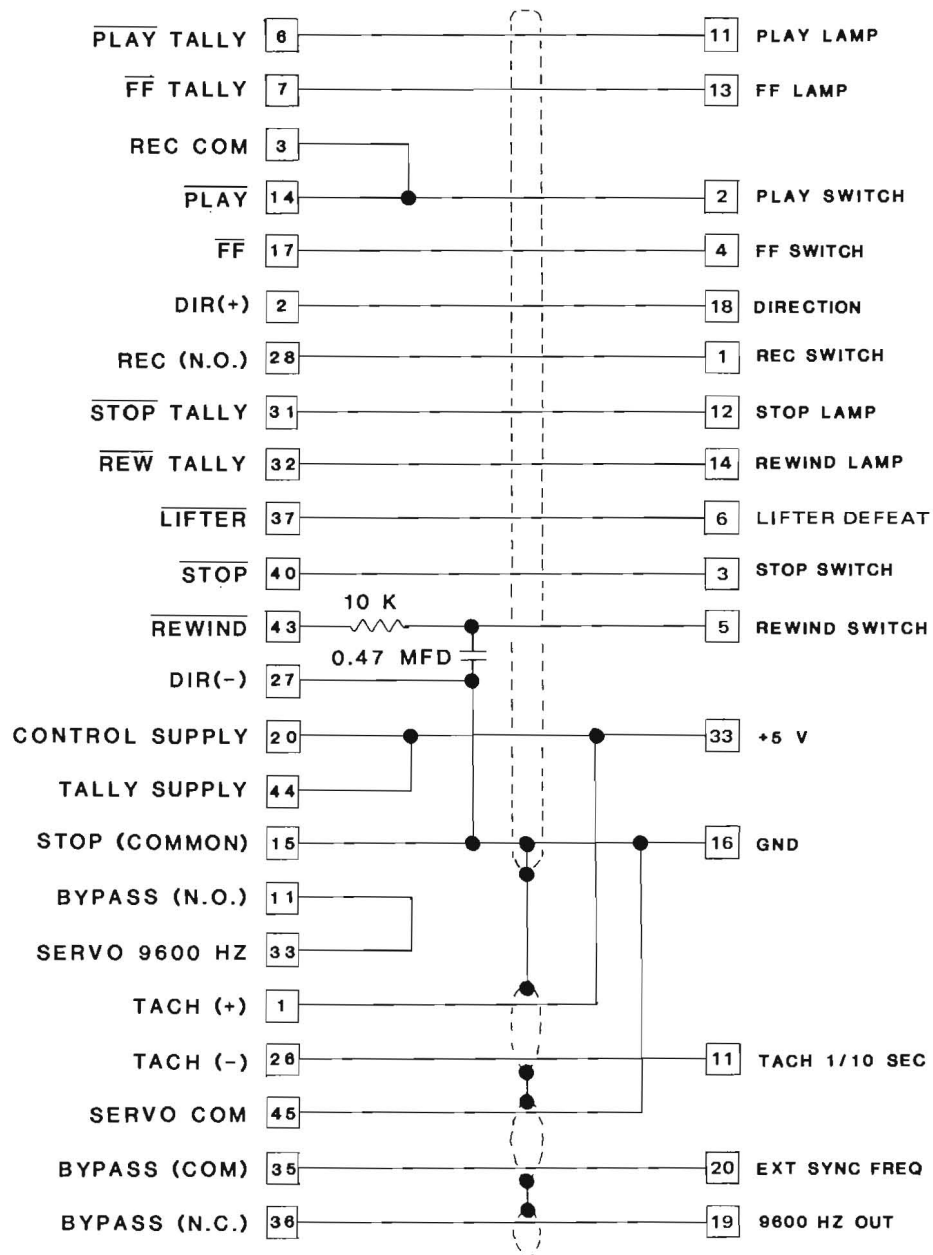 PLAY TALLY 6 11 PLAY LAMP
FF TALLY 7 13 FF LAMP
REC COM 3
PLAY 14 2 PLAY SWITCH
FF 17 4 FF SWITCH
DIR(+) 2 18 DIRECTION
REC (N.O.) 28 1 REC SWITCH
STOP TALLY 31 12 STOP LAMP
REW TALLY 32 14 REWIND LAMP
LIFTER 37 6 LIFTER DEFEAT
STOP 40 3 STOP SWITCH
10 K
REWIND 43 5 REWIND SWITCH
0.47 MFD
DIR(-) 27
CONTROL SUPPLY 20 33 +5 V
TALLY SUPPLY 44
STOP (COMMON) 15 16 GND
BYPASS (N.O.) 11
SERVO 9600 HZ 33
TACH (+) 1
TACH (-) 26 11 TACH 1/10 SEC
SERVO COM 45
BYPASS (COM) 35 20 EXT SYNC FREQ
BYPASS (N.C.) 36 19 9600 HZ OUT